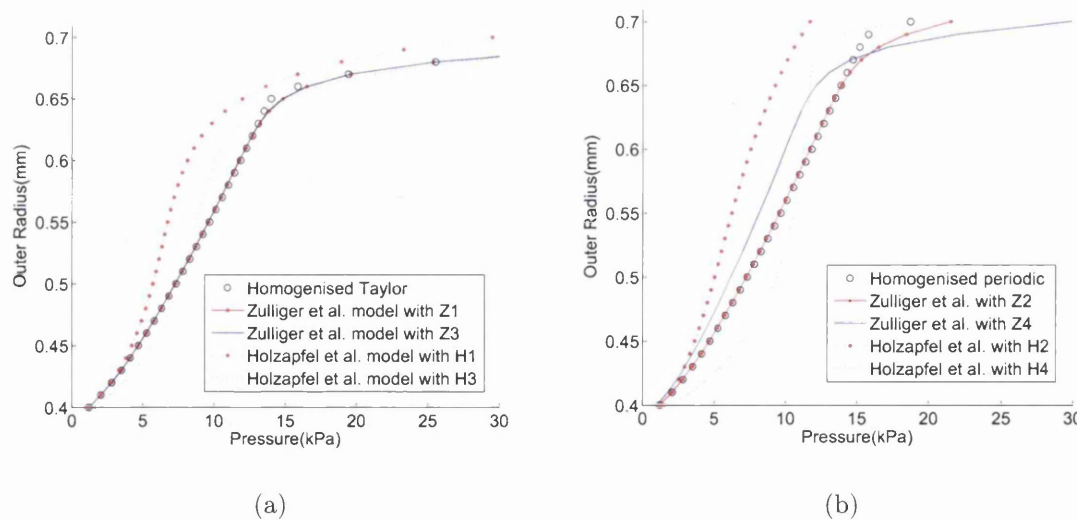 0.7
0.65
0.6
0.55
0.5
0.45
0.4
Outer Radius(mm)
0 5 10 15 20 25 30
Pressure(kPa)
Homogenised Taylor
Zulliger et al. model with Z1
Zulliger et al. model with Z3
Holzapfel et al. model with H1
Holzapfel et al. model with H3
(a)
0.7
0.65
0.6
0.55
0.5
0.45
0.4
Outer Radius(mm)
0 5 10 15 20 25 30
Pressure(kPa)
Homogenised periodic
Zulliger et al. with Z2
Zulliger et al. with Z4
Holzapfel et al. with H2
Holzapfel et al. with H4
(b)